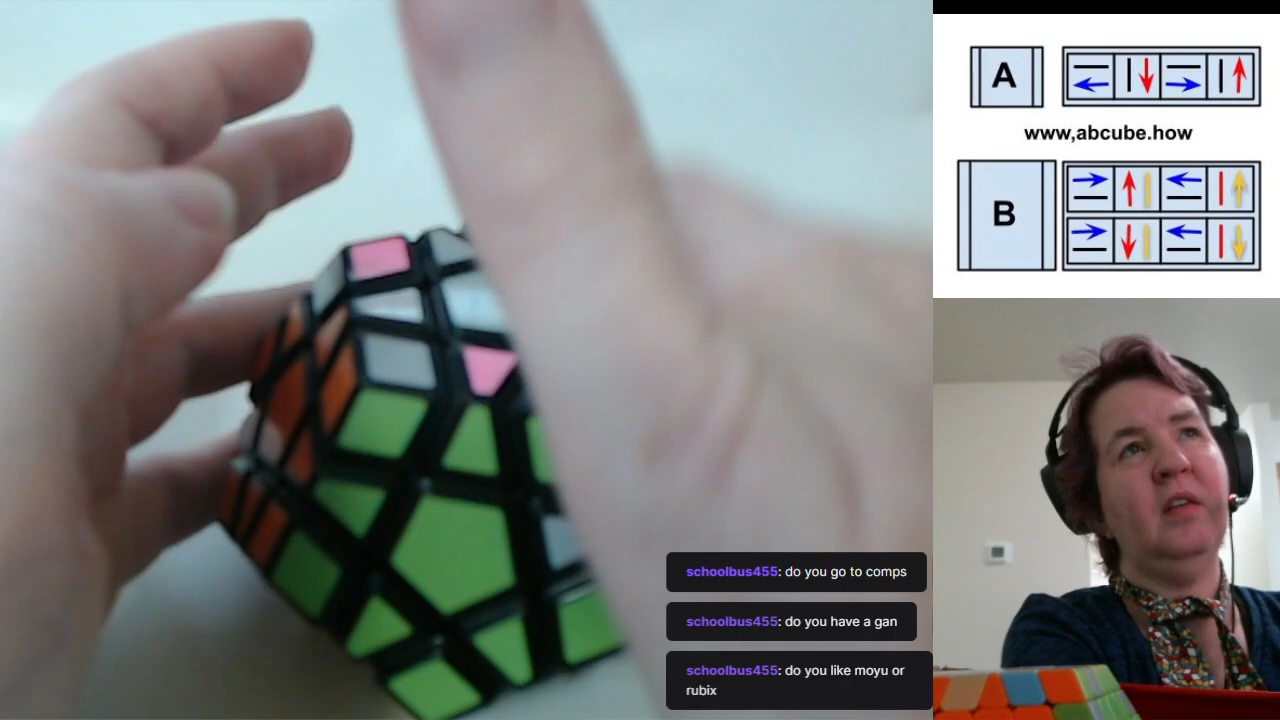 A
www,abcube.how
B
schoolbus455: do you go to comps
schoolbus455: do you have a gan
schoolbus455: do you like moyu or
rubix